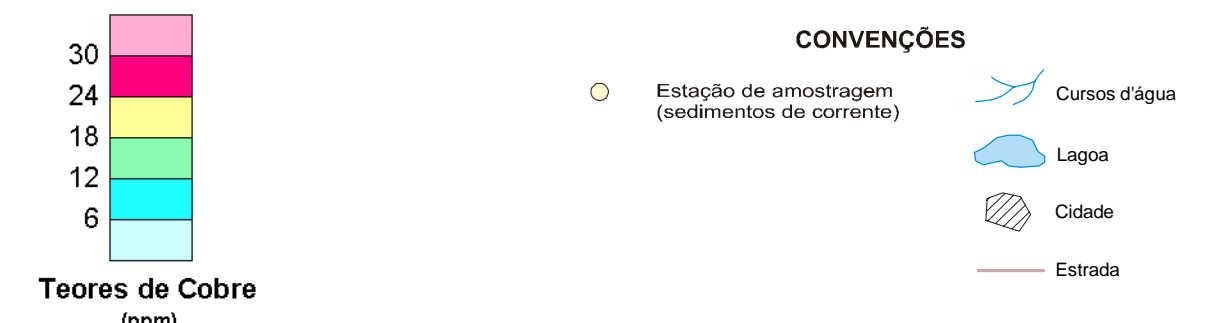 30
24
18
12
6
Teores de Cobre
(ppm)
CONVENÇÕES
Estação de amostragem
(sedimentos de corrente)
Cursos d'água
Lagoa
Cidade
Estrada